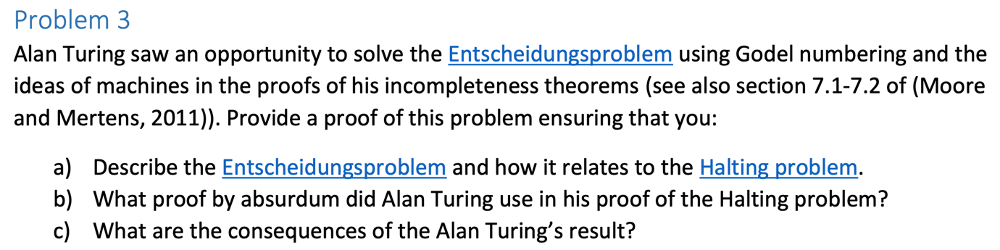 Problem 3
Alan Turing saw an opportunity to solve the Entscheidungsproblem using Godel numbering and the
ideas of machines in the proofs of his incompleteness theorems (see also section 7.1-7.2 of (Moore
and Mertens, 2011)). Provide a proof of this problem ensuring that you:
a) Describe the Entscheidungsproblem and how it relates to the Halting problem.
b) What proof by absurdum did Alan Turing use in his proof of the Halting problem?
c) What are the consequences of the Alan Turing’s result?